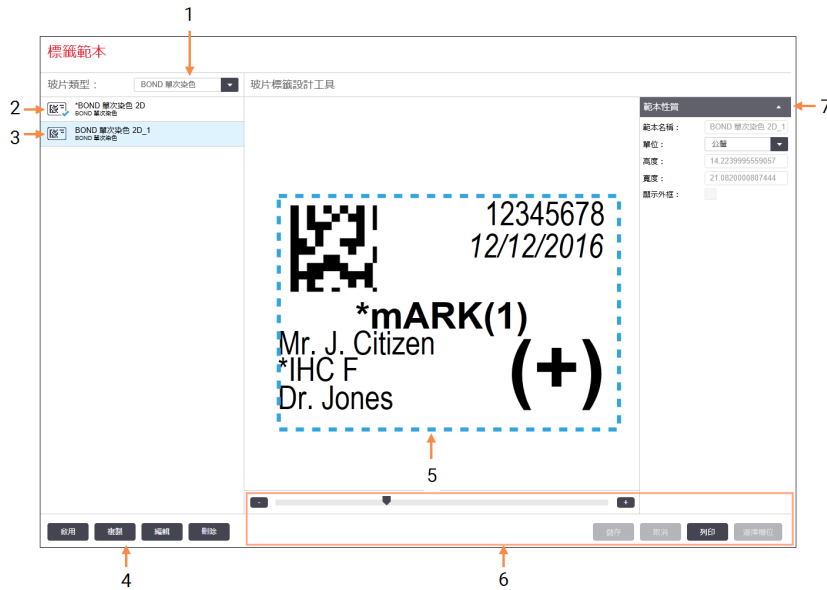 1
標籤範本
玻片類型：
BOND 單次染色
玻片標籤設計工具
2
*BOND 單次染色 2D
BOND 單次染色
3
BOND 單次染色 2D_1
BOND 單次染色
範本性質
7
範本名稱：
BOND 單次染色 2D_1
單位：
公釐
高度：
14.2239995559057
寬度：
21.0820000807444
顯示外框：
12345678
12/12/2016
*mARK(1)
Mr. J. Citizen
*IHC F
Dr. Jones
(+)
5
-
+
啟用
複製
編輯
刪除
儲存
取消
列印
選擇欄位
4
6